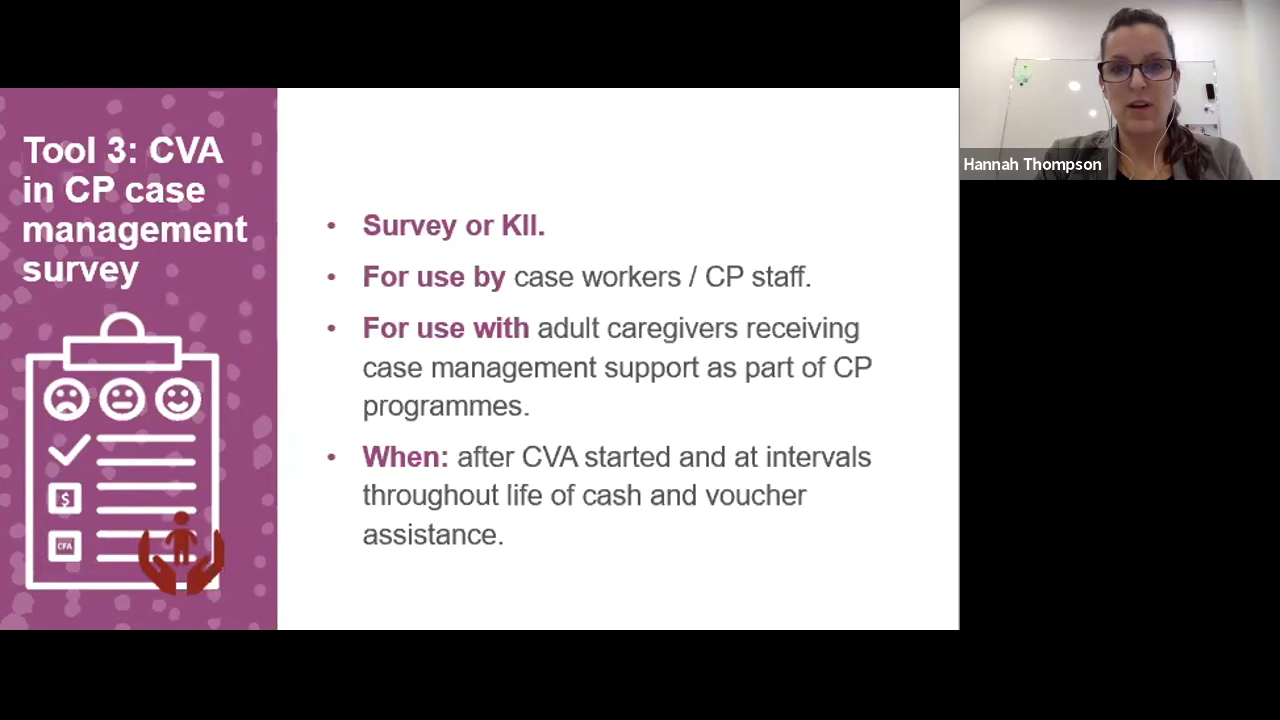 Tool 3: CVA
in CP case
management
survey
$
CFA
• Survey or KII.
• For use by case workers / CP staff.
• For use with adult caregivers receiving
case management support as part of CP
programmes.
• When: after CVA started and at intervals
throughout life of cash and voucher
assistance.
Hannah Thompson